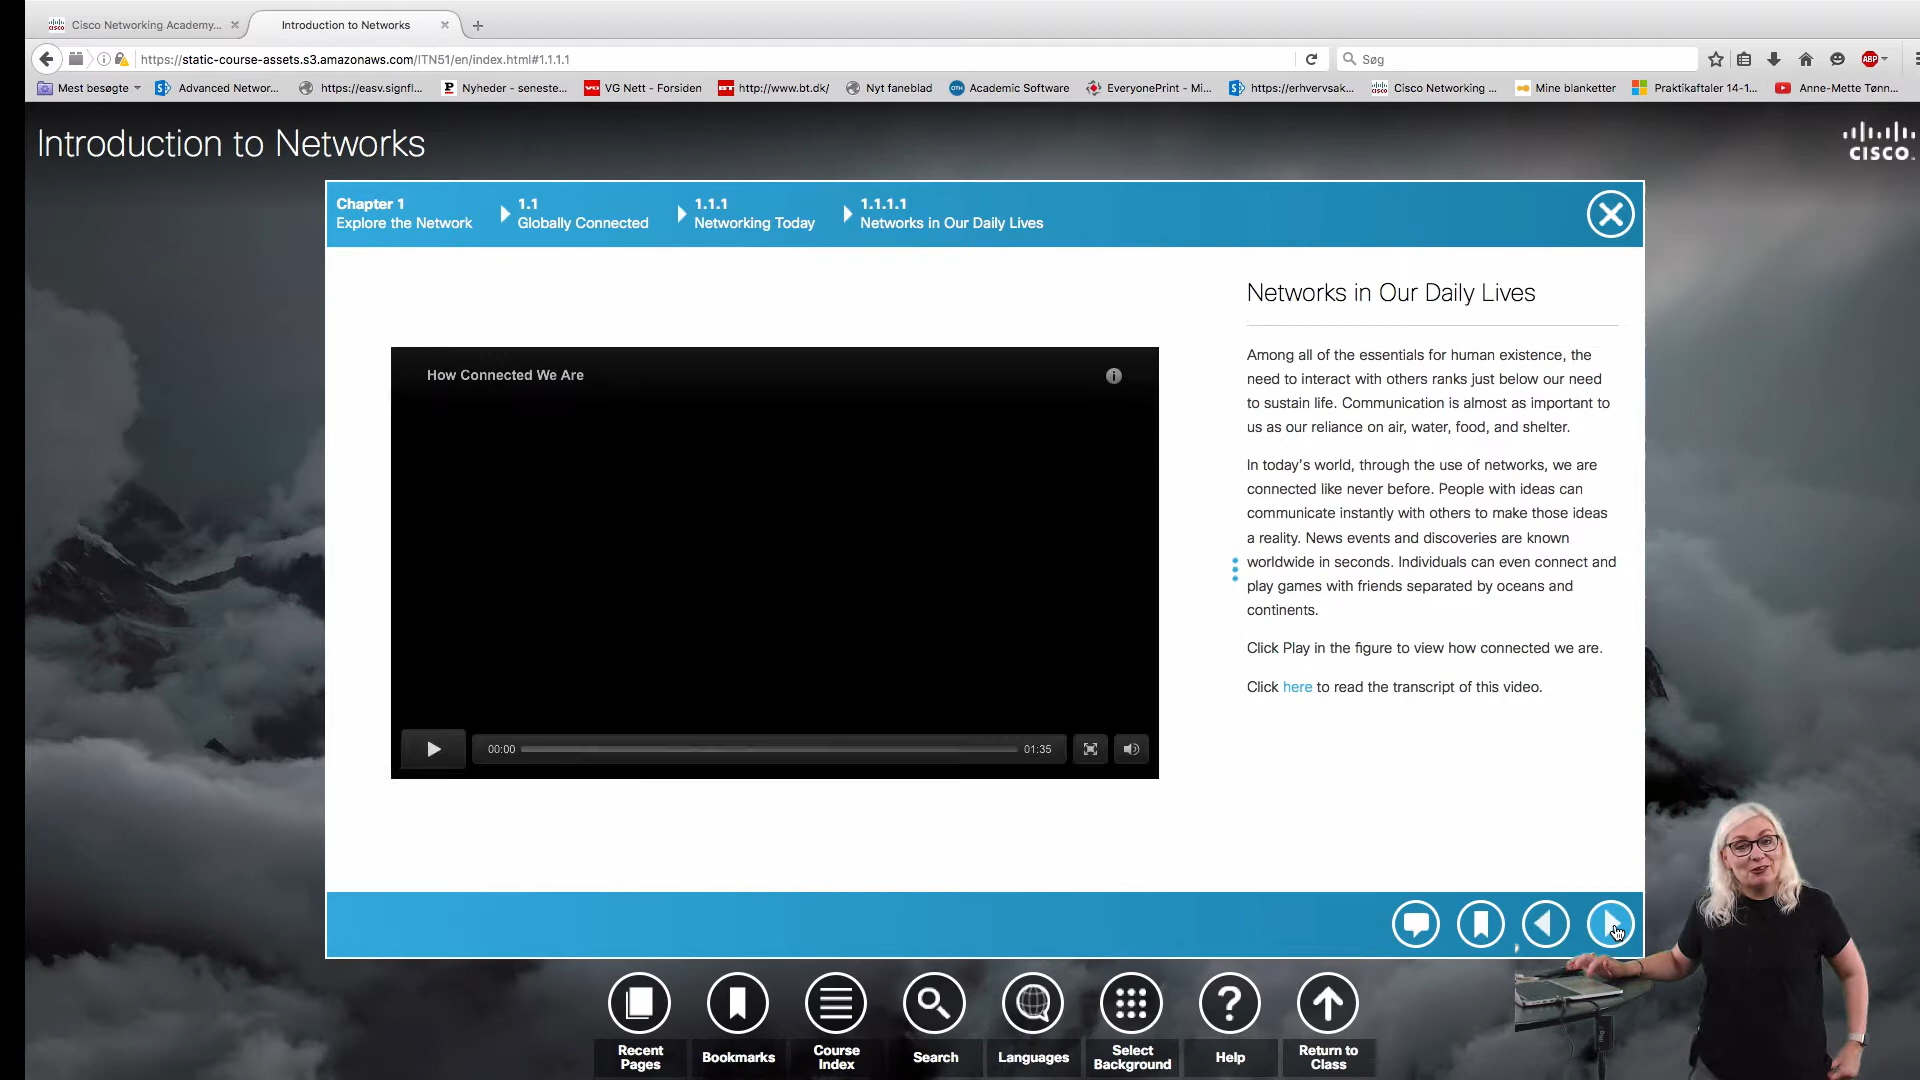 Cisco Networking Academy...
Introduction to Networks
https://static-course-assets.s3.amazonaws.com/ITN51/en/index.html#1.1.1.1
Søg
ABP
Mest besøgte
Advanced Networ...
https://easv.signfl...
Nyheder - seneste...
VG Nett - Forsiden
http://www.bt.dk/
Nyt faneblad
Academic Software
EveryonePrint - Mi...
https://erhvervsak...
Cisco Networking ...
Mine blanketter
Praktikaftaler 14-1...
Anne-Mette Tønn...
Introduction to Networks
CISCO
Chapter 1
Explore the Network
1.1
Globally Connected
1.1.1
Networking Today
1.1.1.1
Networks in Our Daily Lives
How Connected We Are
00:00
01:35
Networks in Our Daily Lives
Among all of the essentials for human existence, the
need to interact with others ranks just below our need
to sustain life. Communication is almost as important to
us as our reliance on air, water, food, and shelter.
In today’s world, through the use of networks, we are
connected like never before. People with ideas can
communicate instantly with others to make those ideas
a reality. News events and discoveries are known
worldwide in seconds. Individuals can even connect and
play games with friends separated by oceans and
continents.
Click Play in the figure to view how connected we are.
Click here to read the transcript of this video.
Recent
Pages
Bookmarks
Course
Index
Search
Languages
Select
Background
Help
Return to
Class